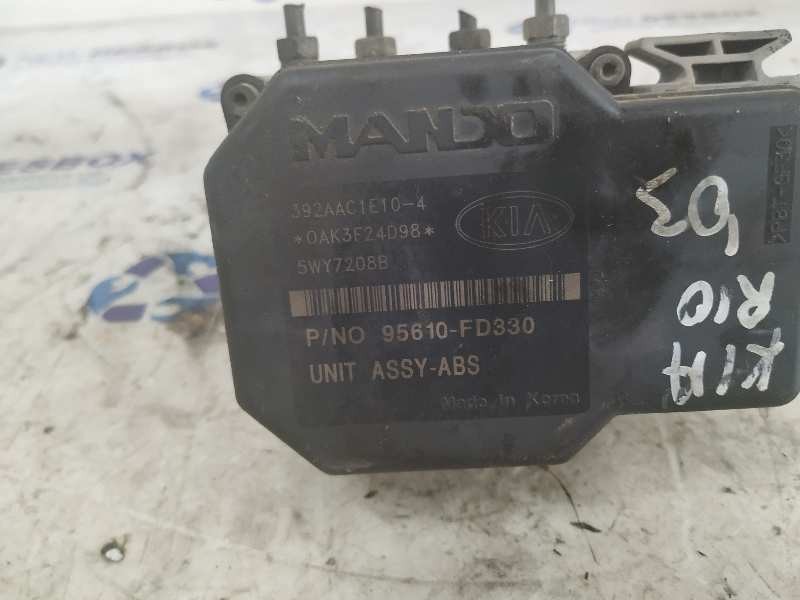 MANDO
392AAC1E10-4
*OAK3F24D98*
5WY7208B
KIA
P/NO 95610-FD330
UNIT ASSY-ABS
Made in Korea
KIA
RIO
03